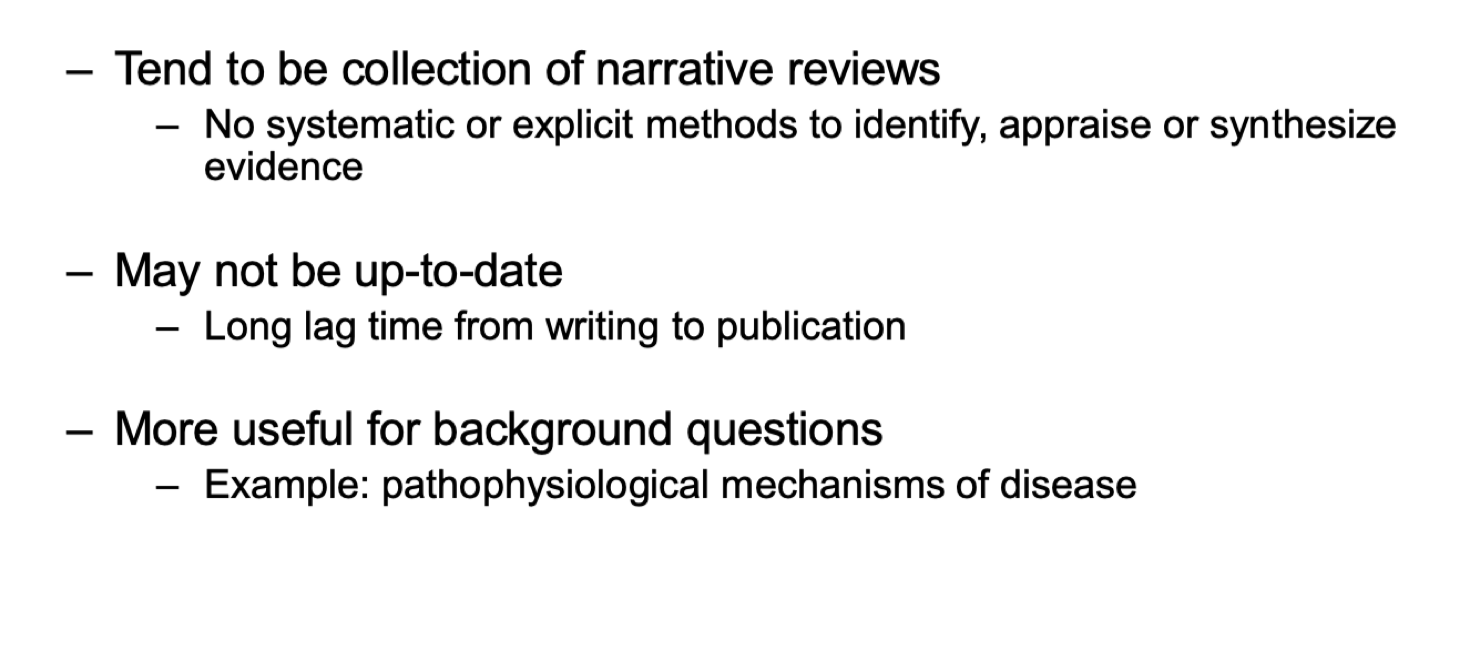 – Tend to be collection of narrative reviews
– No systematic or explicit methods to identify, appraise or synthesize
evidence
– May not be up-to-date
– Long lag time from writing to publication
– More useful for background questions
– Example: pathophysiological mechanisms of disease